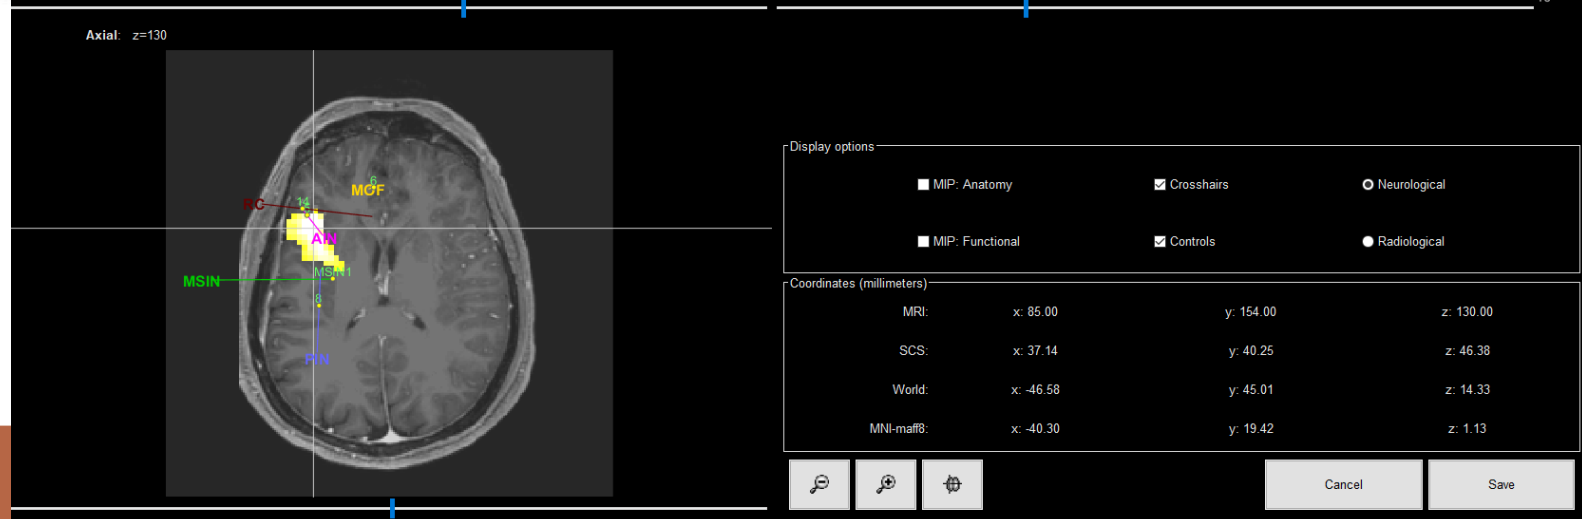 Axial: z=130
6
MOF
RC
14
AIN
MSIN1
MSIN
8
PIN
Display options
MIP: Anatomy
Crosshairs
Neurological
MIP: Functional
Controls
Radiological
Coordinates (millimeters)
MRI: x: 85.00 y: 154.00 z: 130.00
SCS: x: 37.14 y: 40.25 z: 46.38
World: x: -46.58 y: 45.01 z: 14.33
MNI-maff8: x: -40.30 y: 19.42 z: 1.13
Cancel
Save